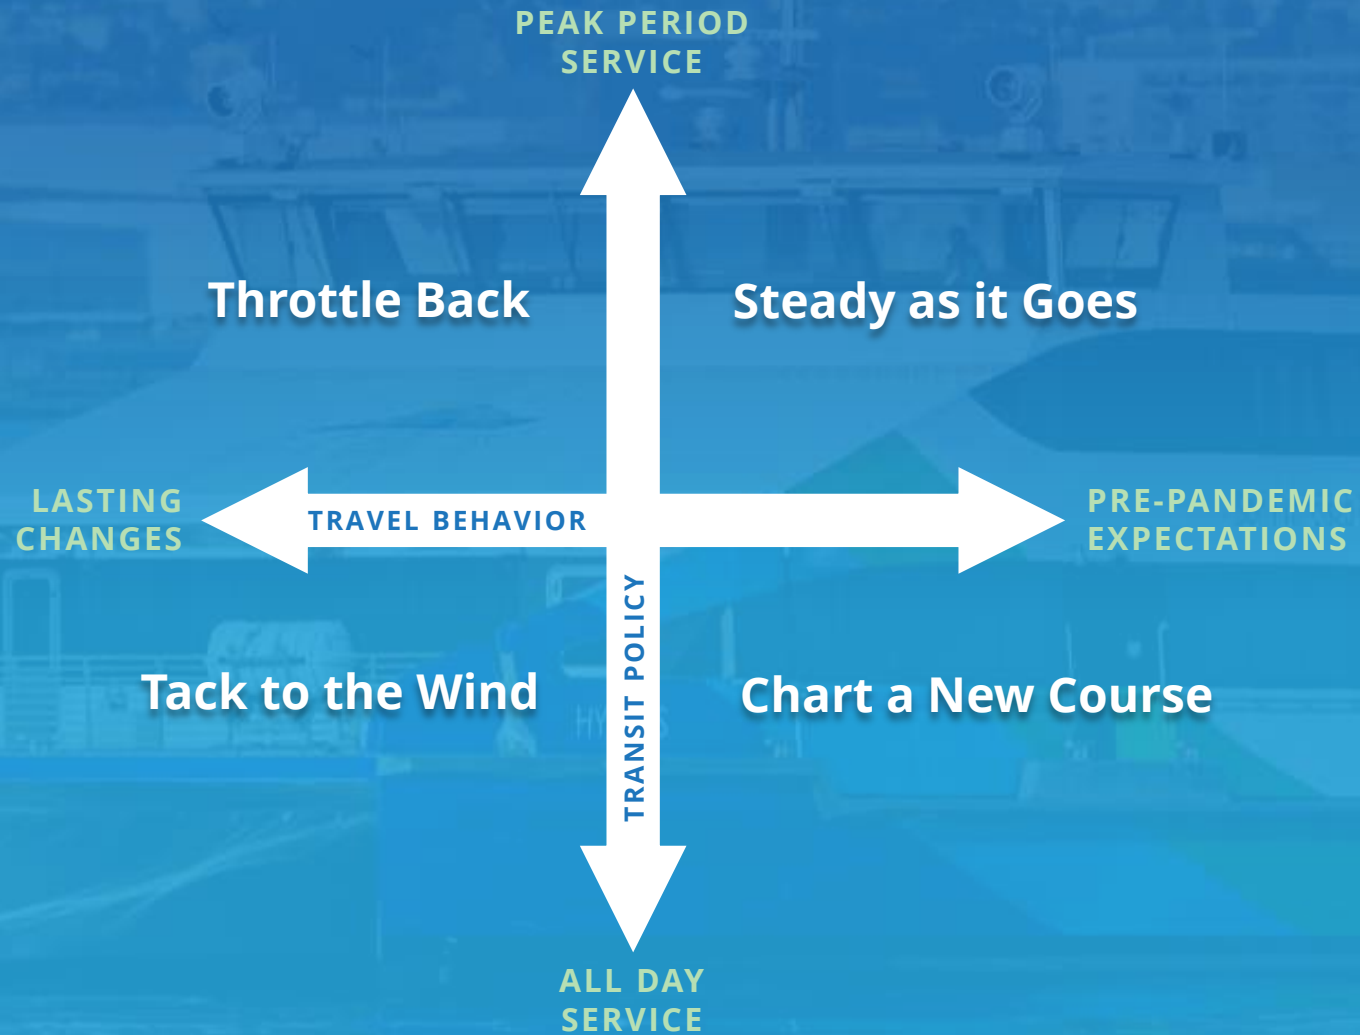 PEAK PERIOD
SERVICE
Throttle Back
Steady as it Goes
LASTING
CHANGES
TRAVEL BEHAVIOR
PRE-PANDEMIC
EXPECTATIONS
TRANSIT POLICY
Tack to the Wind
Chart a New Course
ALL DAY
SERVICE